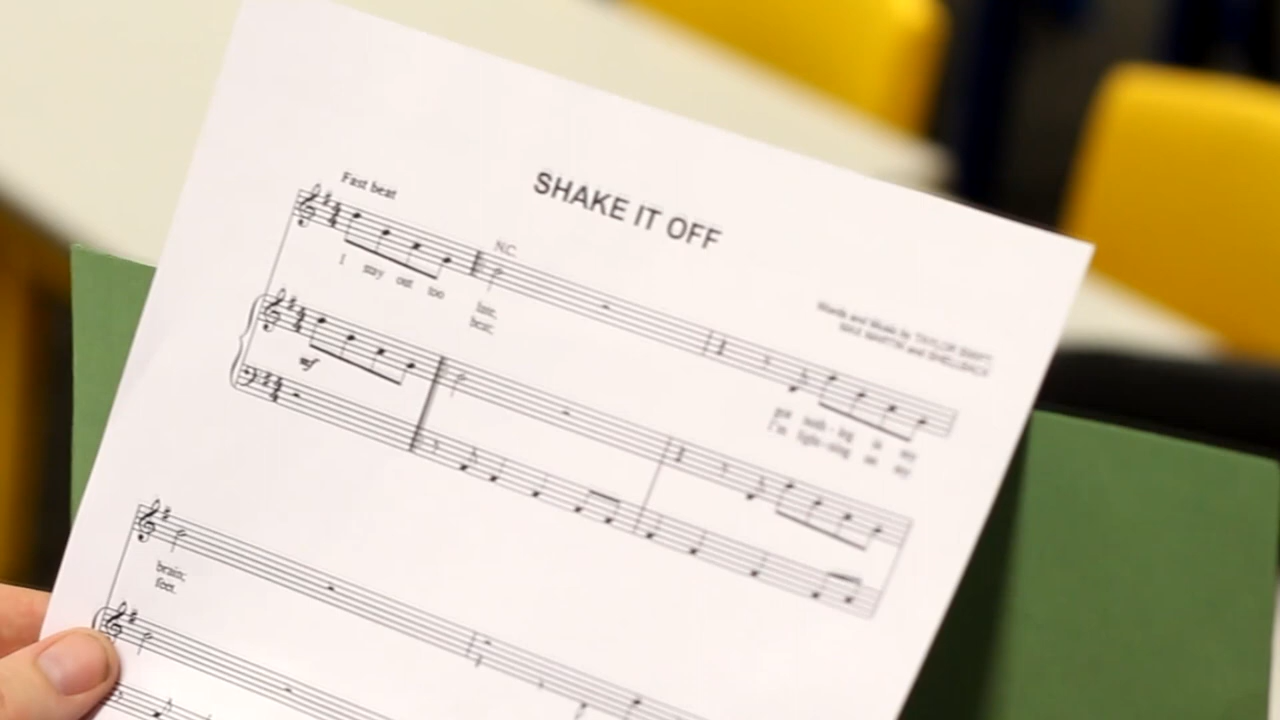 SHAKE IT OFF
Fast beat
Words and Music by TAYLOR SWIFT,
MAX MARTIN and SHELLBACK
N.C.
I stay out too late,
got noth - ing in my
beat,
light - ning on my
mf
brain;
feet.